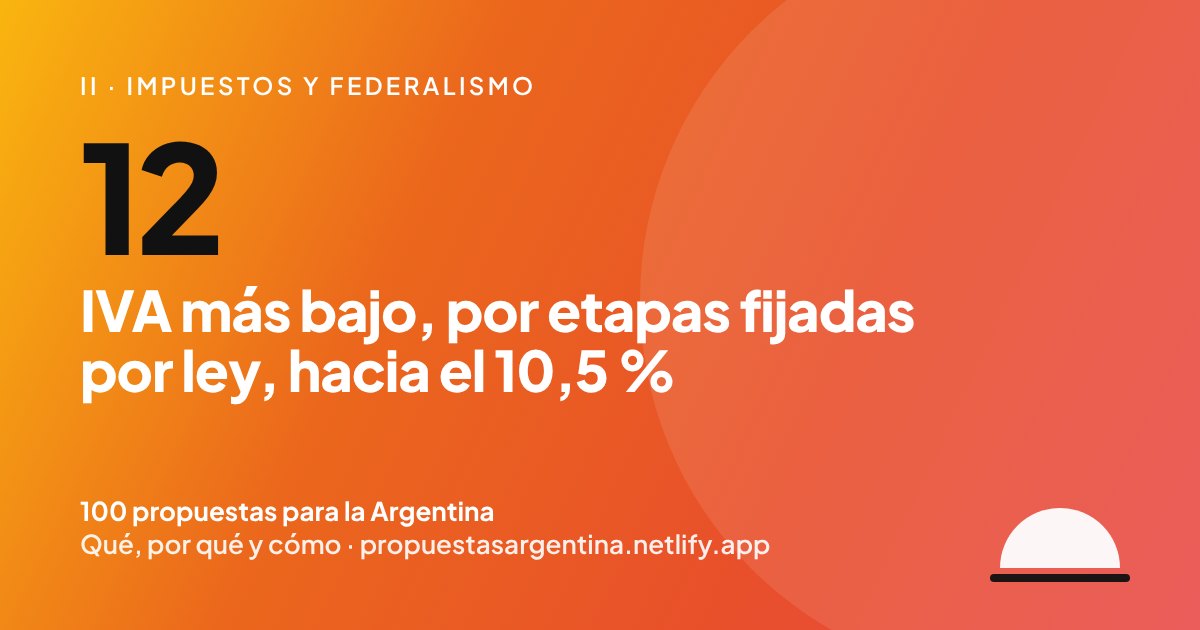 II · IMPUESTOS Y FEDERALISMO
12
IVA más bajo, por etapas fijadas
por ley, hacia el 10,5 %
100 propuestas para la Argentina
Qué, por qué y cómo · propuestasargentina.netlify.app